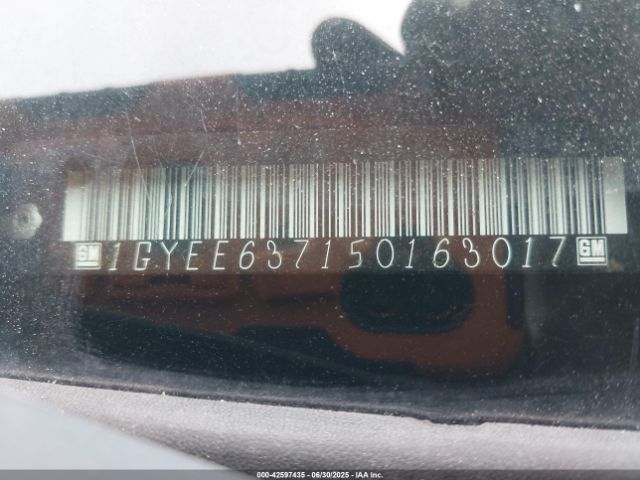 GM 1GYEE637150163017 GM
000-42597435 - 06/30/2025 - IAA Inc.